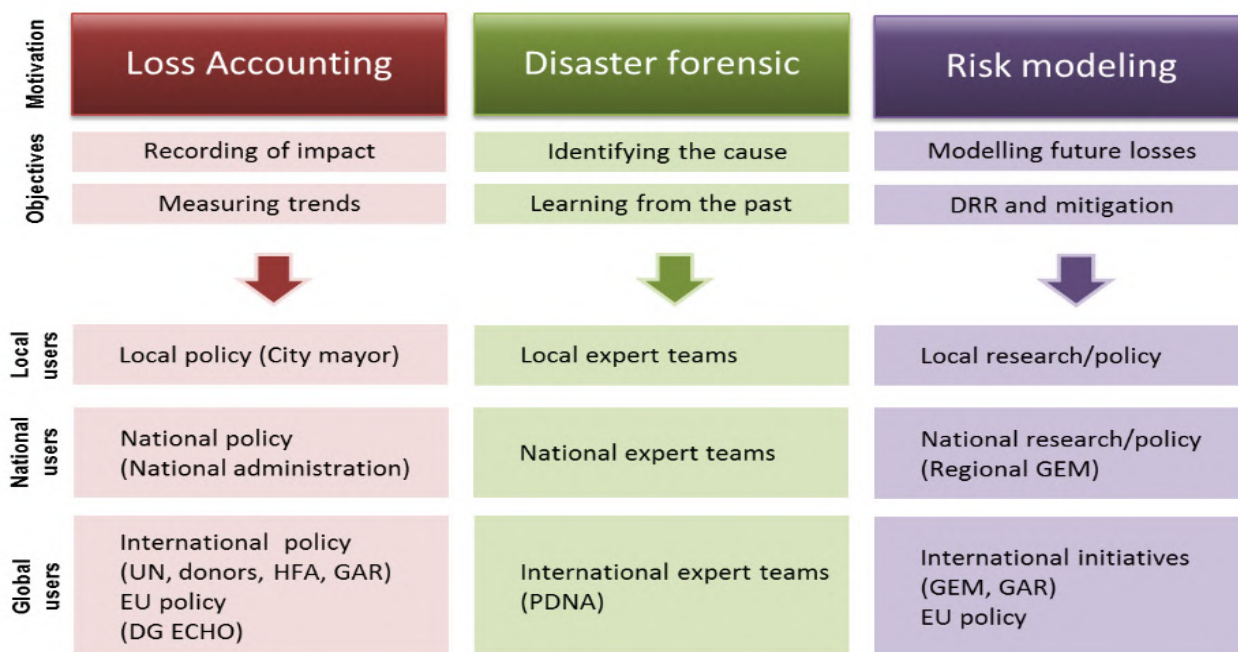 Motivation
Loss Accounting
Disaster forensic
Risk modeling
Objectives
Recording of impact
Identifying the cause
Modelling future losses
Measuring trends
Learning from the past
DRR and mitigation
Local
users
Local policy (City mayor)
Local expert teams
Local research/policy
National
users
National policy
(National administration)
National expert teams
National research/policy
(Regional GEM)
Global
users
International policy
(UN, donors, HFA, GAR)
EU policy
(DG ECHO)
International expert teams
(PDNA)
International initiatives
(GEM, GAR)
EU policy